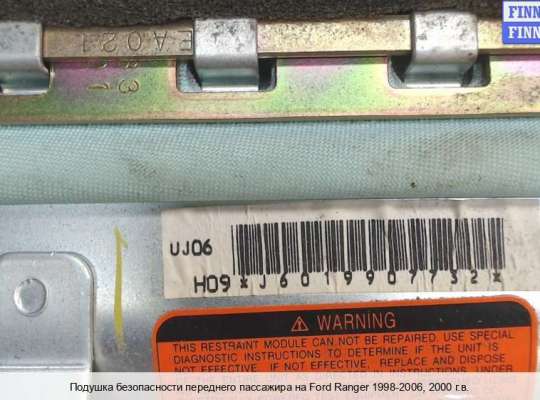 FINN
FINN
EA021
UJ06
H09 *J60199077S2*
⚠ WARNING
THIS RESTRAINT MODULE CAN NOT BE REPAIRED. USE SPECIAL
DIAGNOSTIC INSTRUCTIONS TO DETERMINE IF THE UNIT IS
NOT EFFECTIVE. IF NOT EFFECTIVE, REPLACE AND DISPOSE
Подушка безопасности переднего пассажира на Ford Ranger 1998-2006, 2000 г.в.